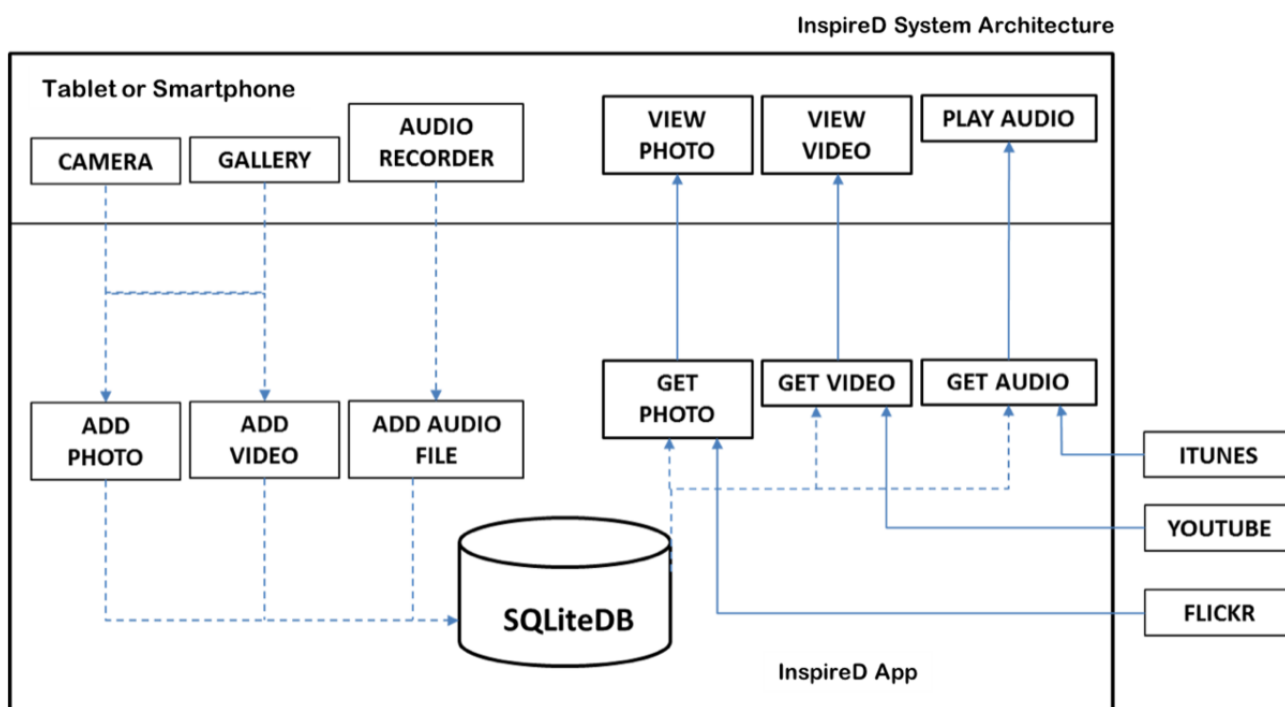 InspireD System Architecture
Tablet or Smartphone
CAMERA
GALLERY
AUDIO
RECORDER
VIEW
PHOTO
VIEW
VIDEO
PLAY AUDIO
ADD
PHOTO
ADD
VIDEO
ADD AUDIO
FILE
GET
PHOTO
GET VIDEO
GET AUDIO
ITUNES
YOUTUBE
FLICKR
SQLiteDB
InspireD App